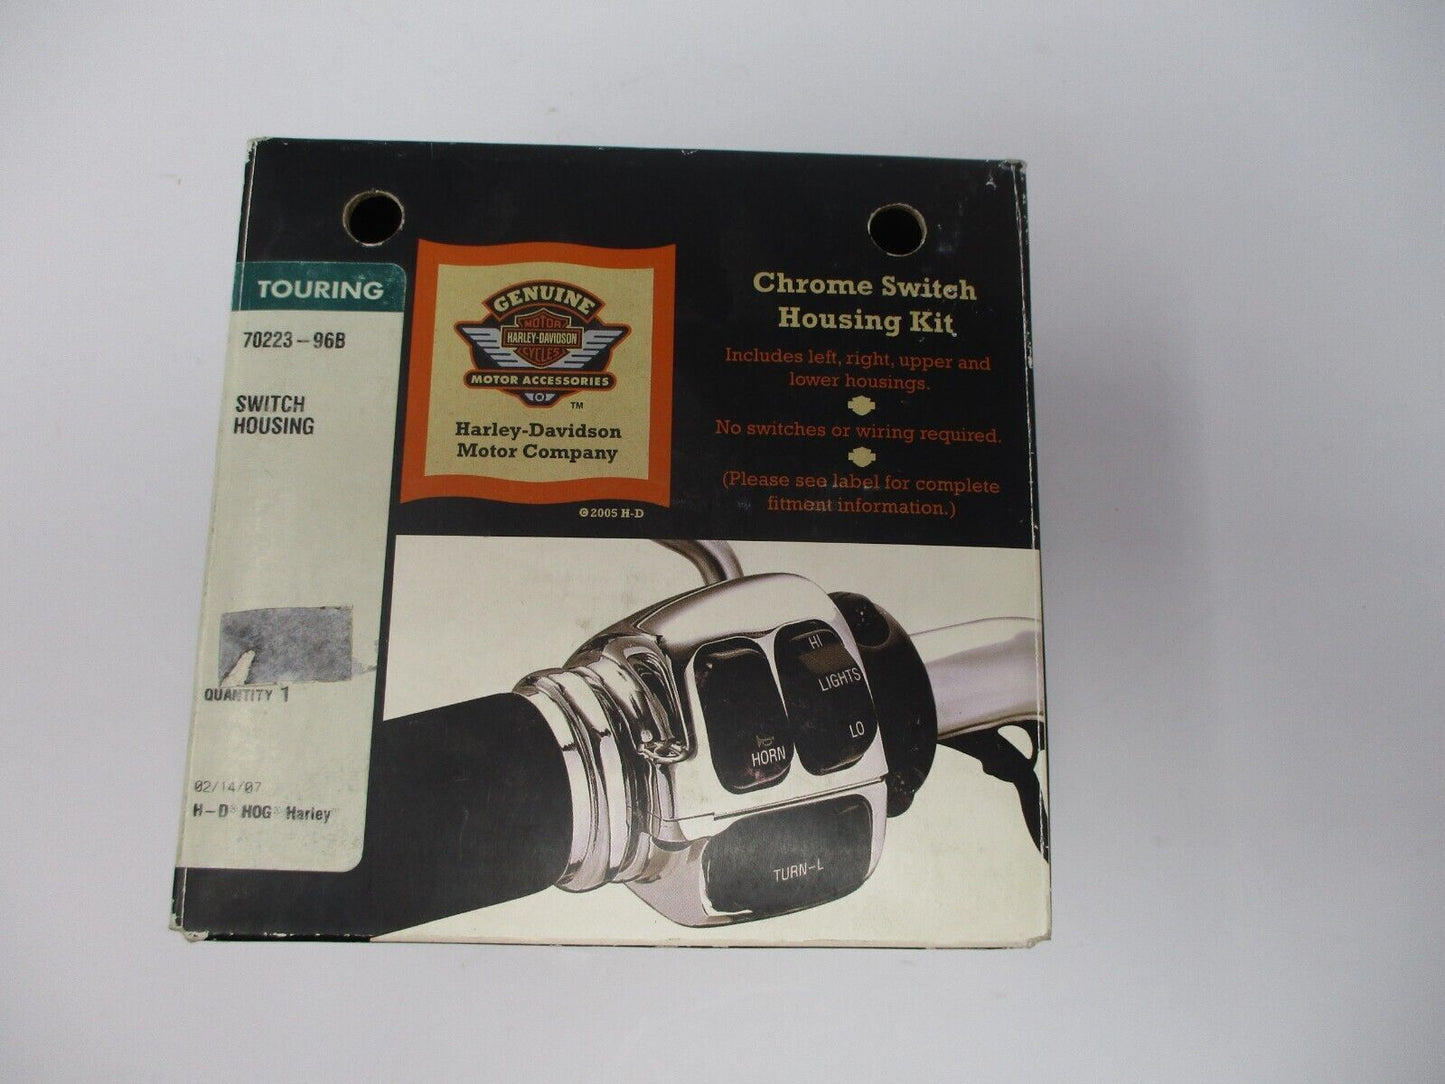 TOURING
70223-96B
SWITCH
HOUSING
QUANTITY 1
02/14/07
H-D® HOG® Harley™
GENUINE
MOTOR
HARLEY-DAVIDSON
CYCLES
MOTOR ACCESSORIES
TM
Harley-Davidson
Motor Company
© 2005 H-D
Chrome Switch
Housing Kit
Includes left, right, upper and
lower housings.
No switches or wiring required.
(Please see label for complete
fitment information.)
HI
LIGHTS
LO
HORN
TURN-L